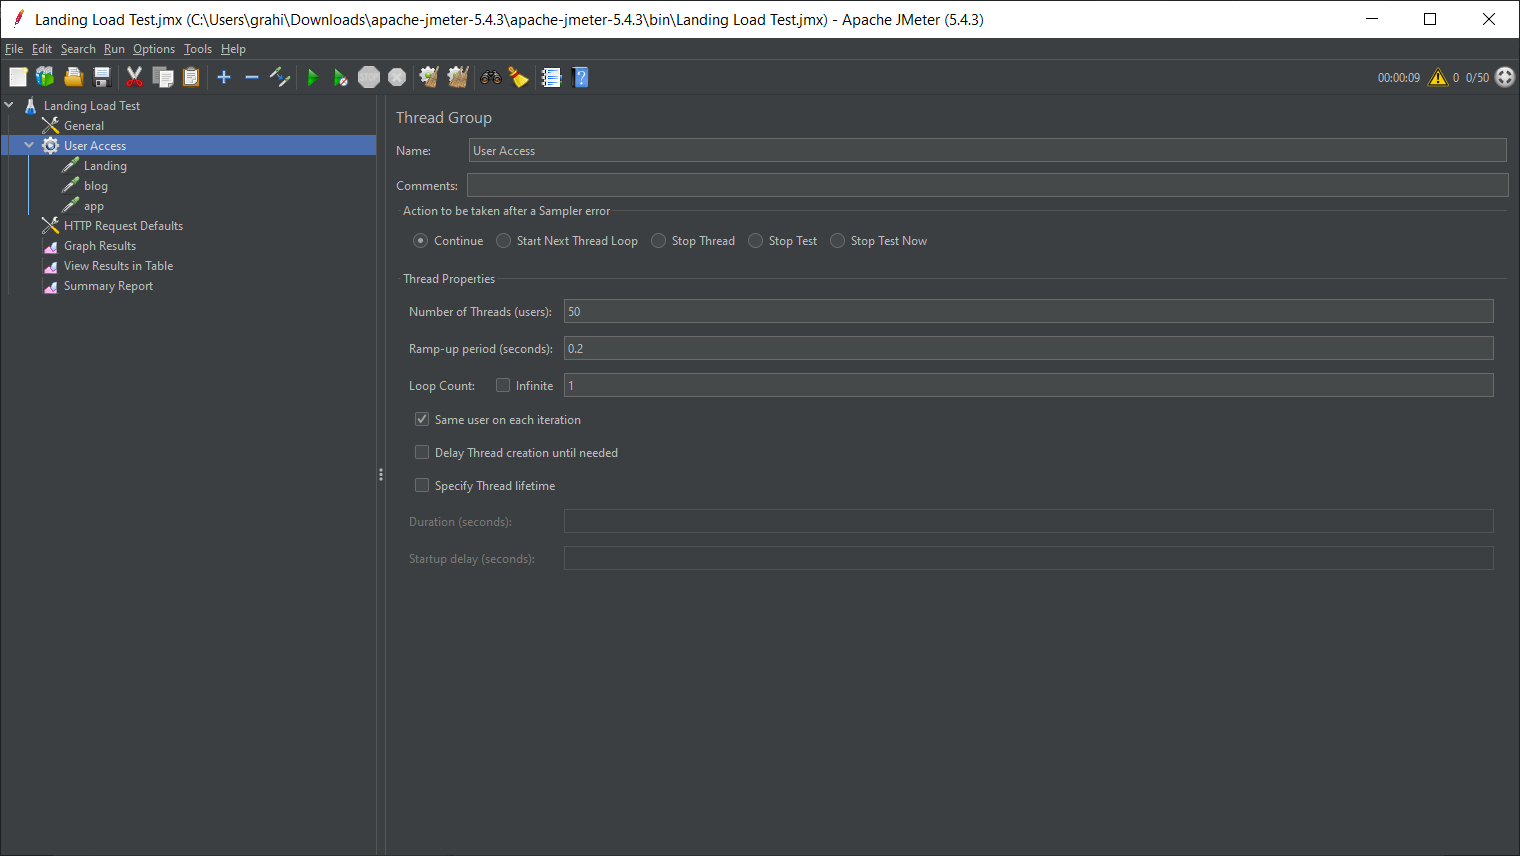 Landing Load Test.jmx (C:\Users\grahi\Downloads\apache-jmeter-5.4.3\apache-jmeter-5.4.3\bin\Landing Load Test.jmx) - Apache JMeter (5.4.3)
File Edit Search Run Options Tools Help
STOP
00:00:09 0 0/50
Landing Load Test
General
User Access
Landing
blog
app
HTTP Request Defaults
Graph Results
View Results in Table
Summary Report
Thread Group
Name: User Access
Comments:
Action to be taken after a Sampler error
Continue Start Next Thread Loop Stop Thread Stop Test Stop Test Now
Thread Properties
Number of Threads (users): 50
Ramp-up period (seconds): 0.2
Loop Count: Infinite 1
Same user on each iteration
Delay Thread creation until needed
Specify Thread lifetime
Duration (seconds):
Startup delay (seconds):